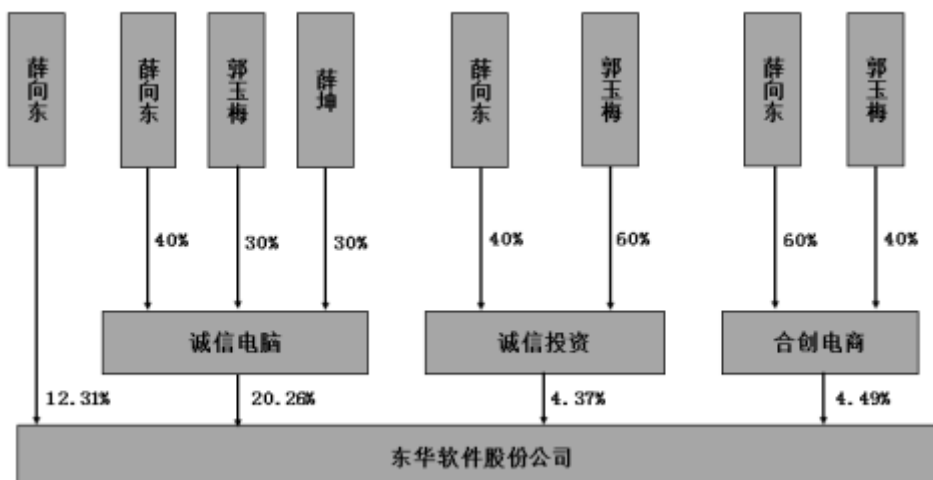 薛向东
薛向东
郭玉梅
薛坤
薛向东
郭玉梅
薛向东
郭玉梅
40%
30%
30%
40%
60%
60%
40%
诚信电脑
诚信投资
合创电商
12.31%
20.26%
4.37%
4.49%
东华软件股份公司